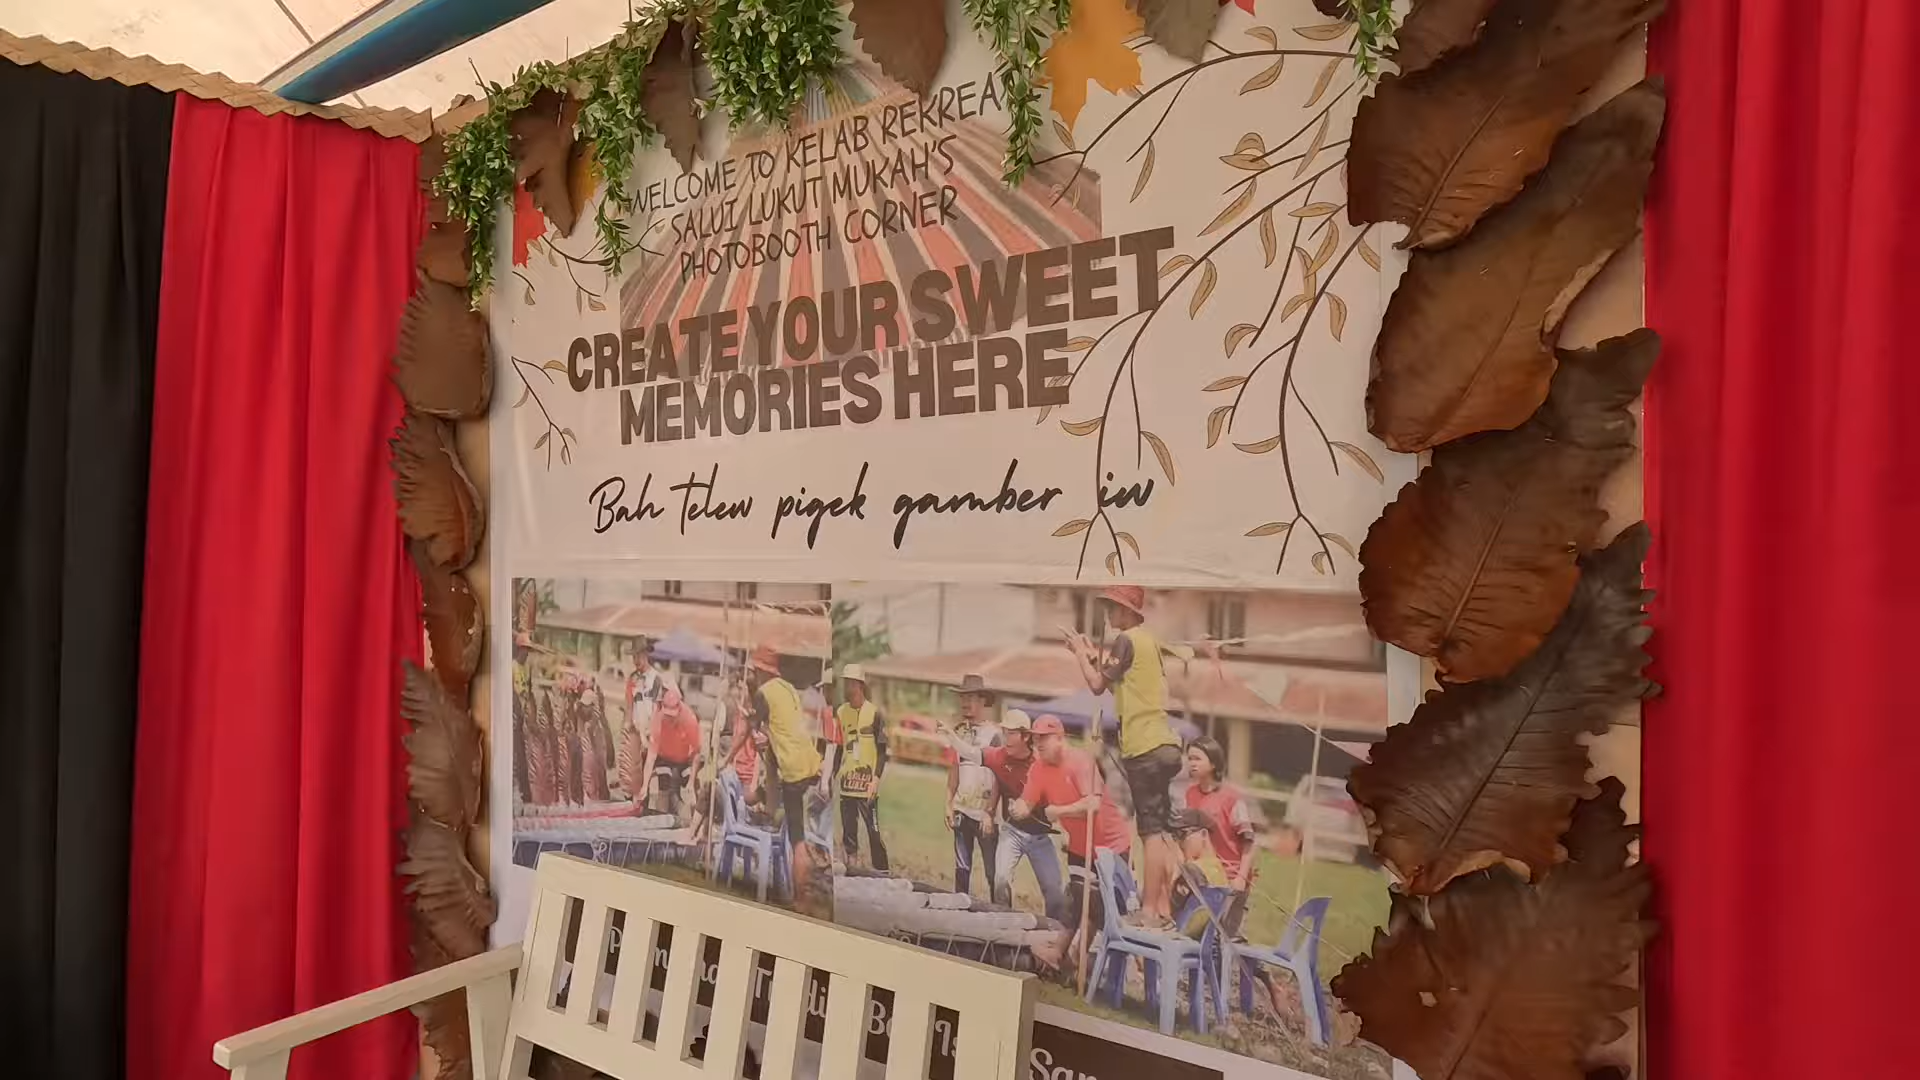 WELCOME TO KELAB REKREA
SALUI LUKUT MUKAH'S
PHOTOBOOTH CORNER
CREATE YOUR SWEET
MEMORIES HERE
Bah telew pigek gamber iw